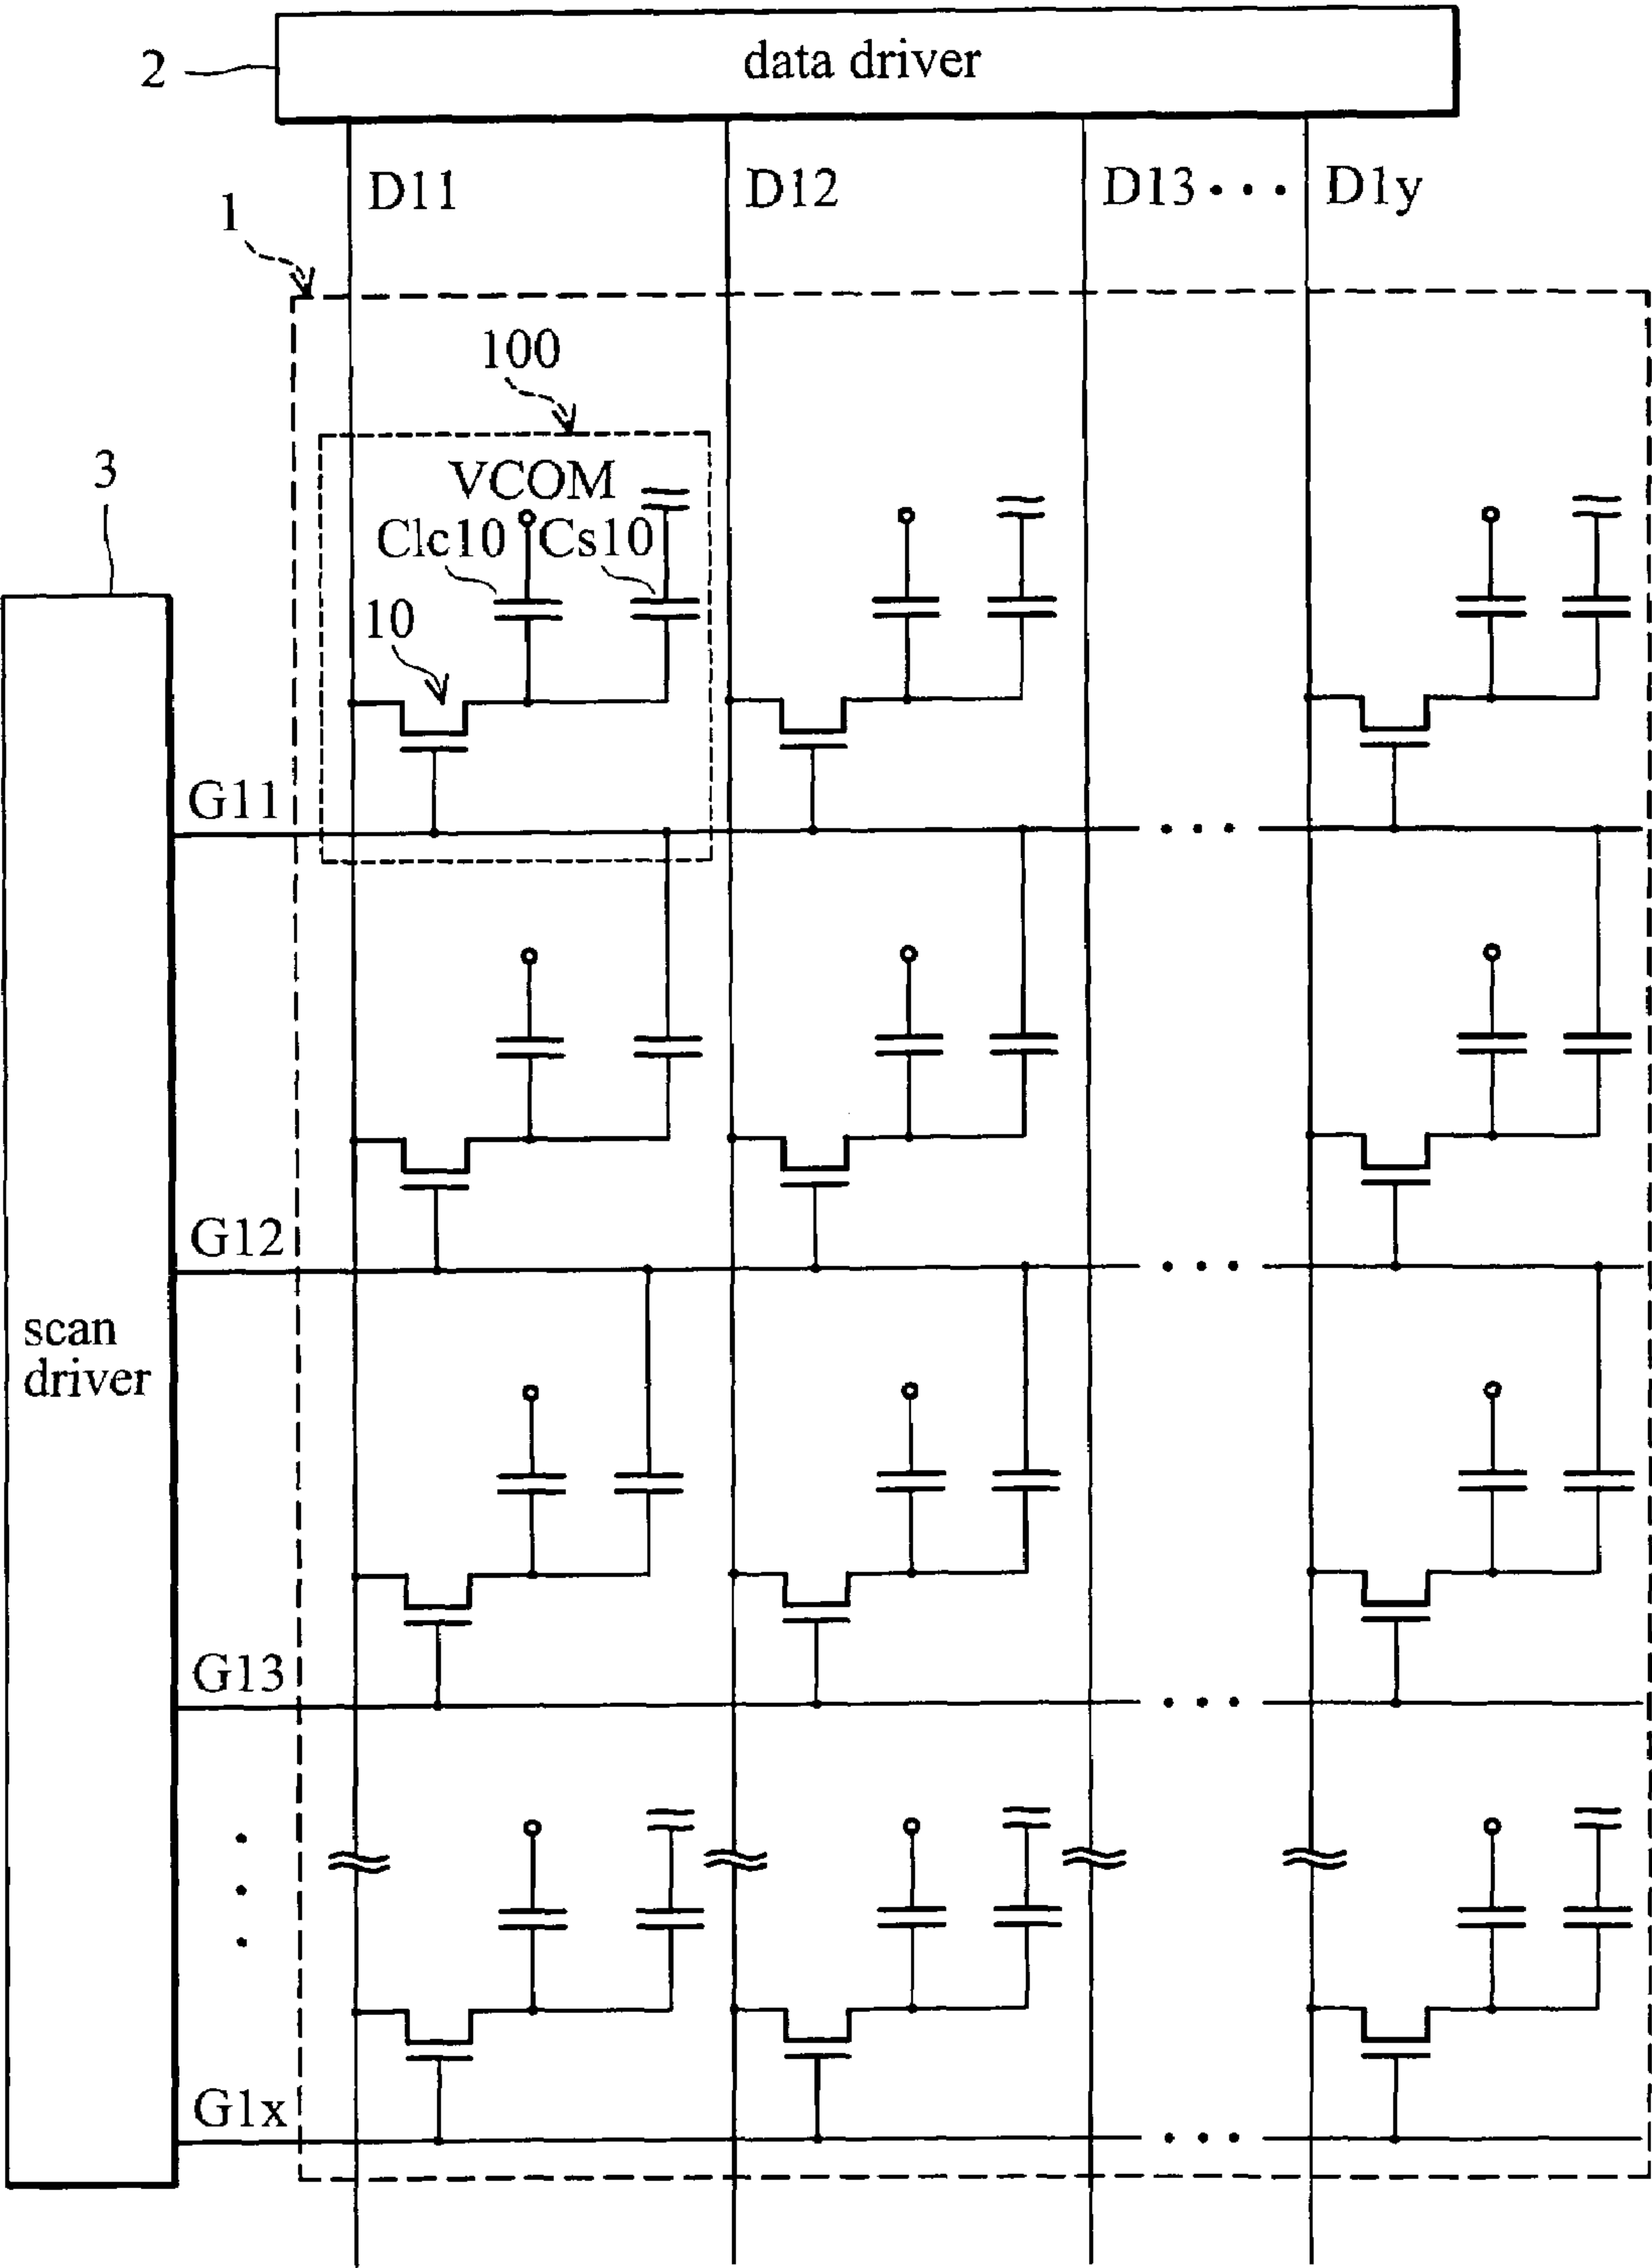 2
data driver
D11
D12
D13 • • •
D1y
1
100
VCOM
Clc10
Cs10
10
3
G11
G12
scan
driver
G13
G1x